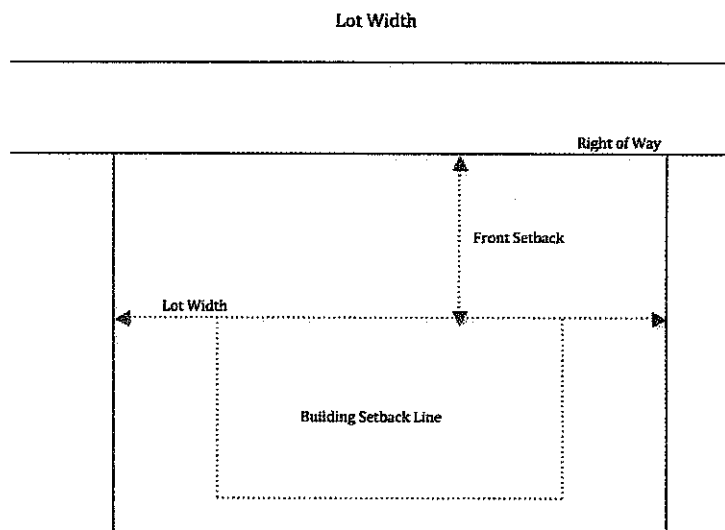 Lot Width
Right of Way
Front Setback
Lot Width
Building Setback Line